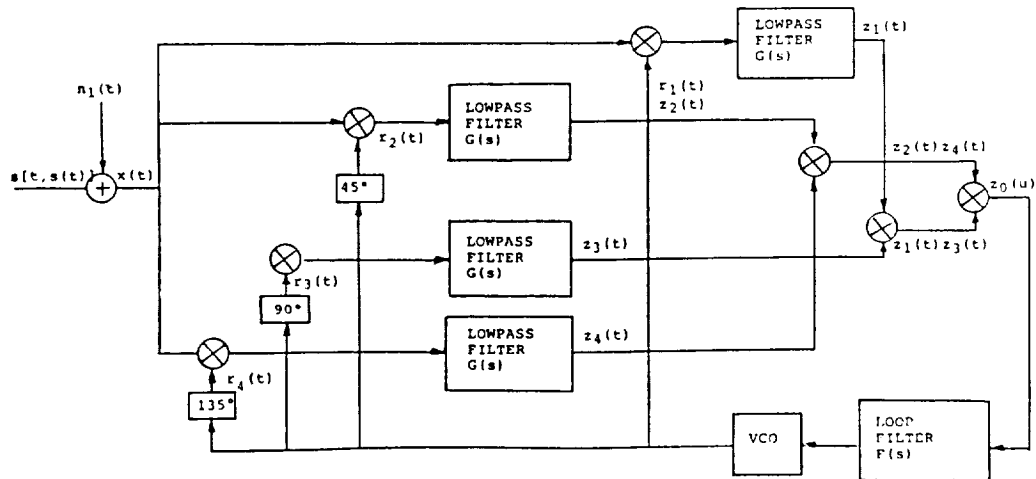 LOWPASS
FILTER
G(s)
z1(t)
n1(t)
r1(t)
z2(t)
LOWPASS
FILTER
G(s)
r2(t)
s[t,s(t)]
x(t)
45°
z2(t)z4(t)
z0(u)
LOWPASS
FILTER
G(s)
z3(t)
z1(t)z3(t)
r3(t)
90°
LOWPASS
FILTER
G(s)
z4(t)
r4(t)
135°
VCO
LOOP
FILTER
F(s)